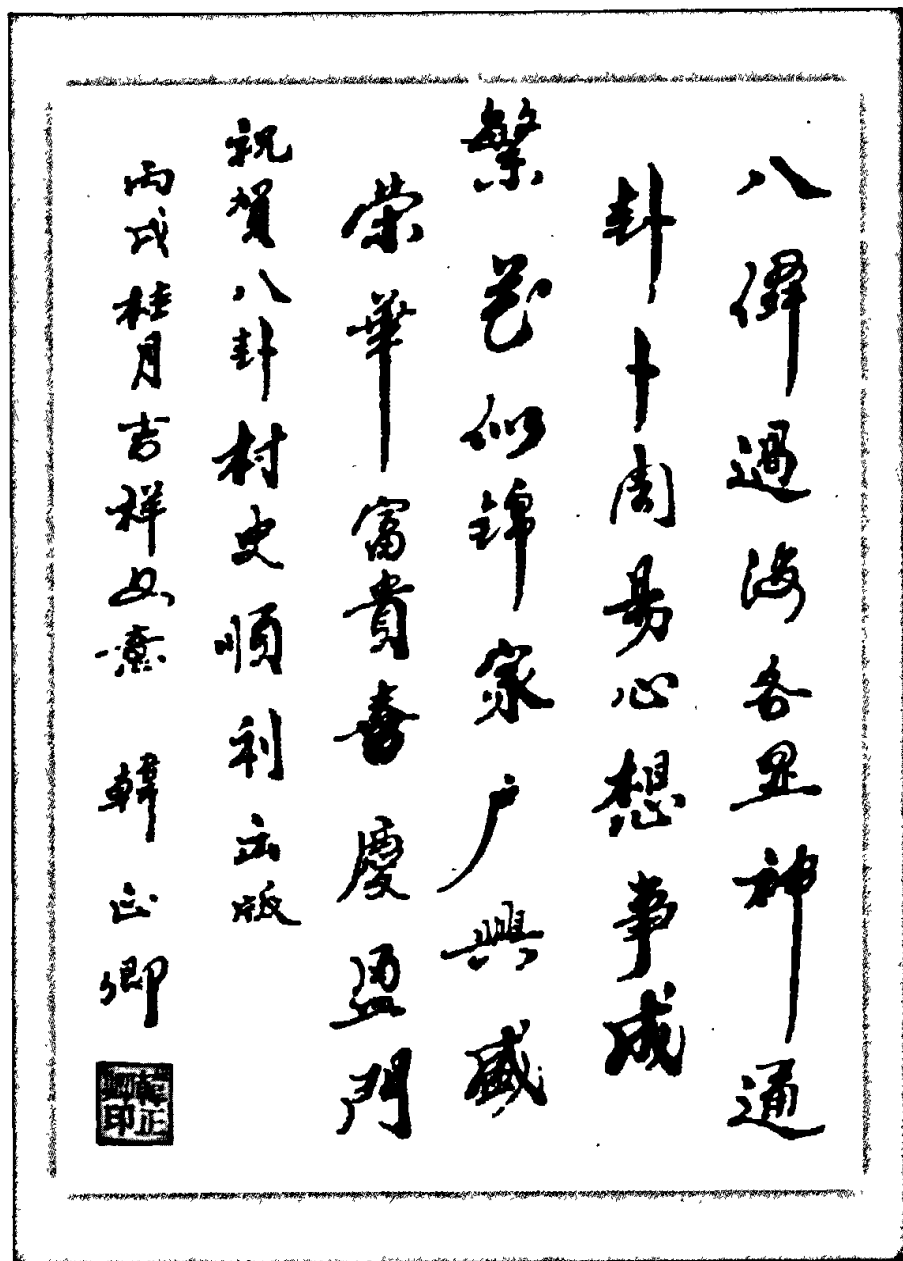 八僊過海各显神通
卦卜周易心想事成
繁花似錦家户興盛
榮華富貴喜慶盈門
祝賀八卦村史順利出版
丙戌桂月吉祥如意 韓正卿
韓正卿印